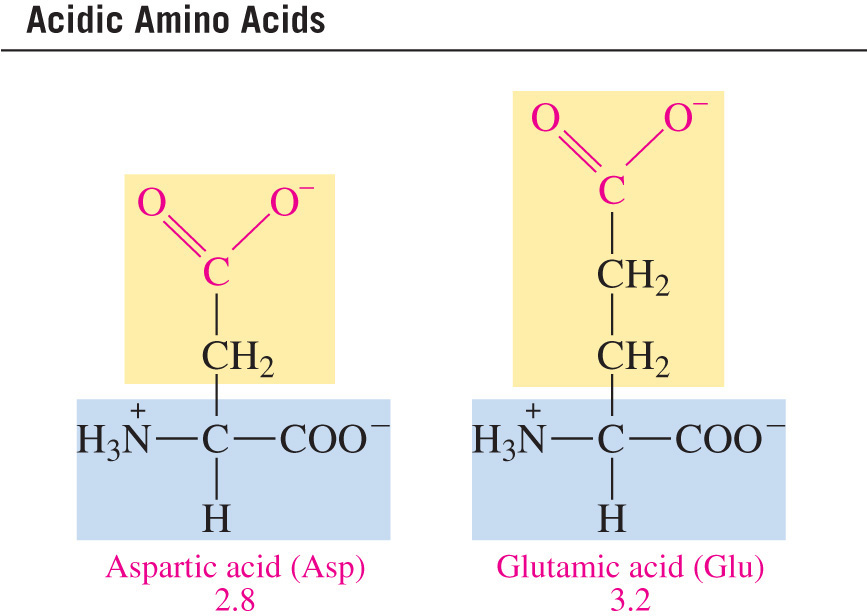 Acidic Amino Acids
O O⁻
C
CH₂
H₃N⁺—C—COO⁻
H
Aspartic acid (Asp)
2.8
O O⁻
C
CH₂
CH₂
H₃N⁺—C—COO⁻
H
Glutamic acid (Glu)
3.2